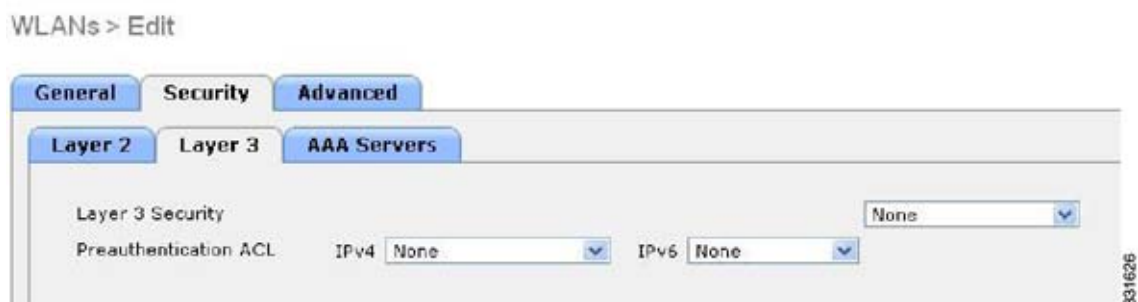 WLANs > Edit
General Security Advanced
Layer 2 Layer 3 AAA Servers
Layer 3 Security None
Preauthentication ACL IPv4 None IPv6 None
331626